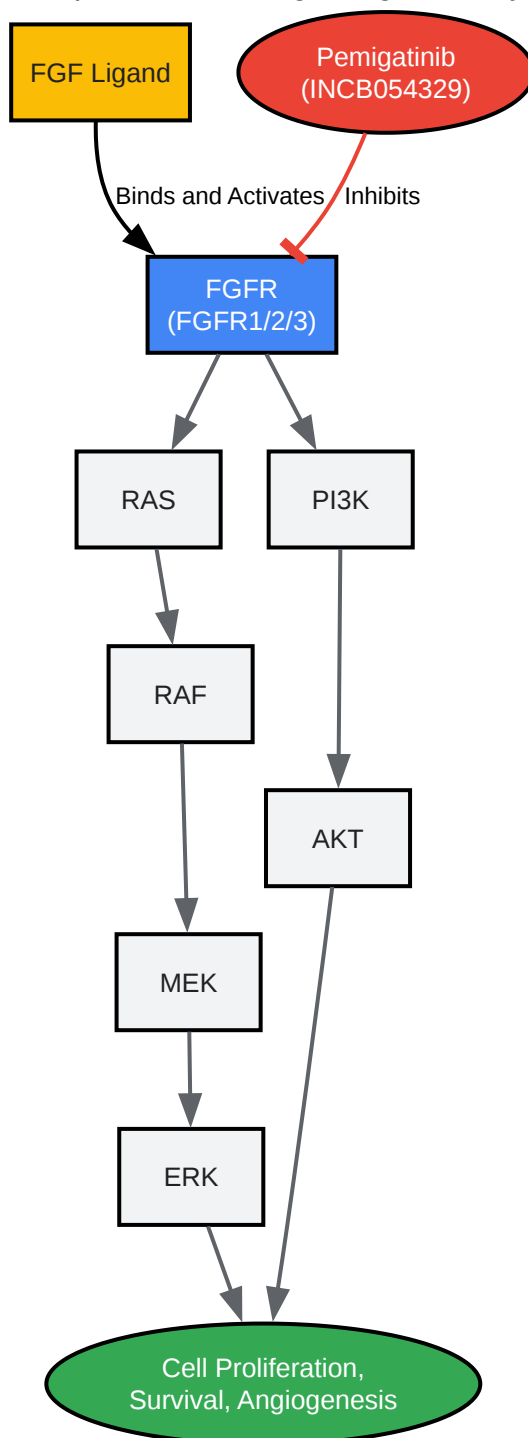 FGF Ligand
Pemigatinib
(INCB054329)
Binds and Activates
Inhibits
FGFR
(FGFR1/2/3)
RAS
PI3K
RAF
AKT
MEK
ERK
Cell Proliferation,
Survival, Angiogenesis